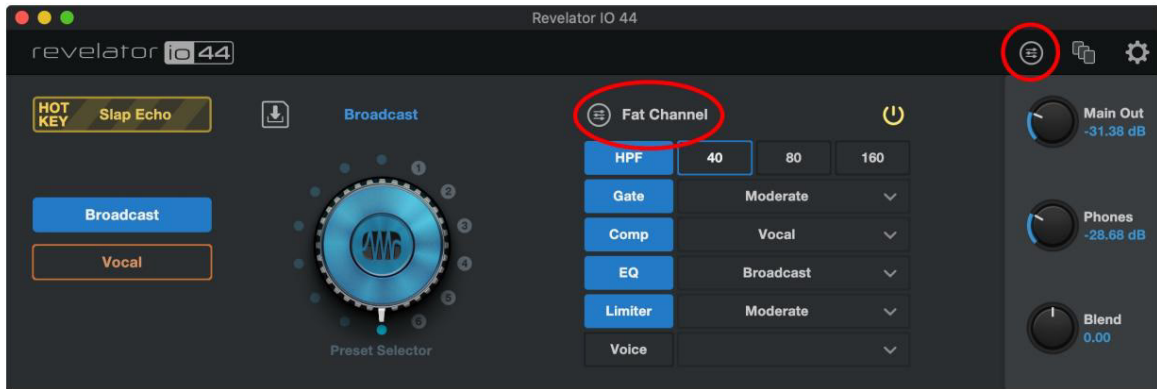 Revelator IO 44
revelator io 44
HOT KEY Slap Echo
Broadcast
Fat Channel
Main Out
-31.38 dB
HPF 40 80 160
1
2
3
4
5
6
Gate Moderate
Broadcast
Vocal
Comp Vocal
Phones
-28.68 dB
EQ Broadcast
Limiter Moderate
Blend
0.00
Preset Selector
Voice